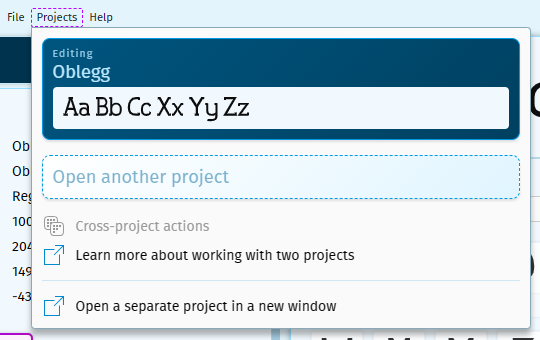 File Projects Help
Editing
Oblegg
Aa Bb Cc Xx Yy Zz
Open another project
Cross-project actions
Learn more about working with two projects
Open a separate project in a new window
Ob
Ob
Reg
100
204
149
-43